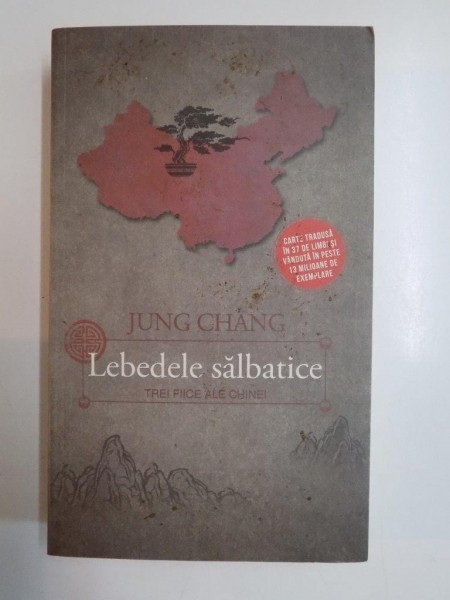 CARTE TRADUSĂ
ÎN 37 DE LIMBI ȘI
VÂNDUTĂ ÎN PESTE
13 MILIOANE DE
EXEMPLARE
JUNG CHANG
Lebedele sălbatice
TREI FIICE ALE CHINEI